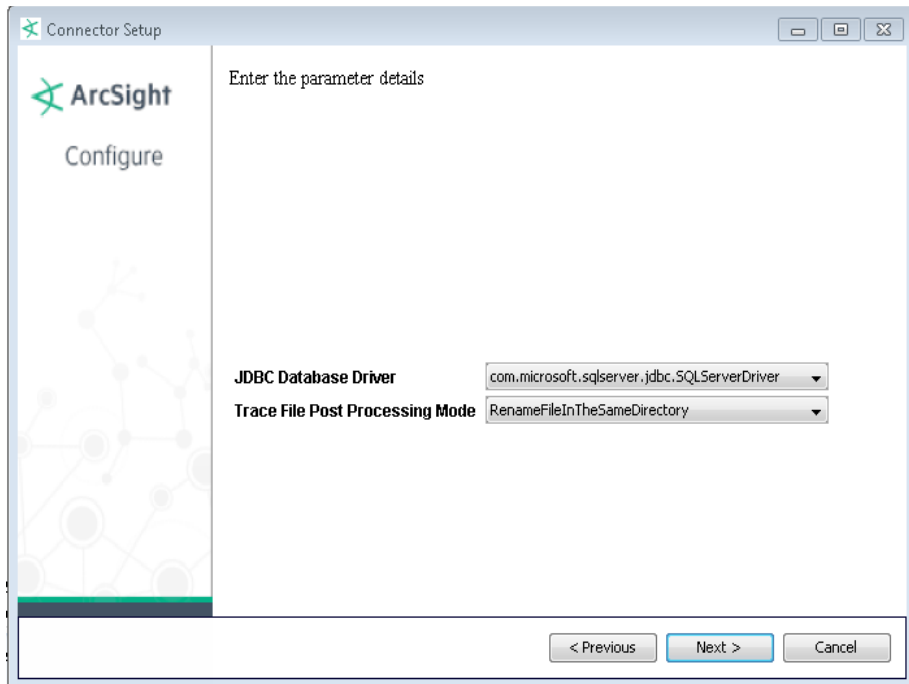 Connector Setup
ArcSight
Configure
Enter the parameter details
JDBC Database Driver com.microsoft.sqlserver.jdbc.SQLServerDriver
Trace File Post Processing Mode RenameFileInTheSameDirectory
< Previous Next > Cancel